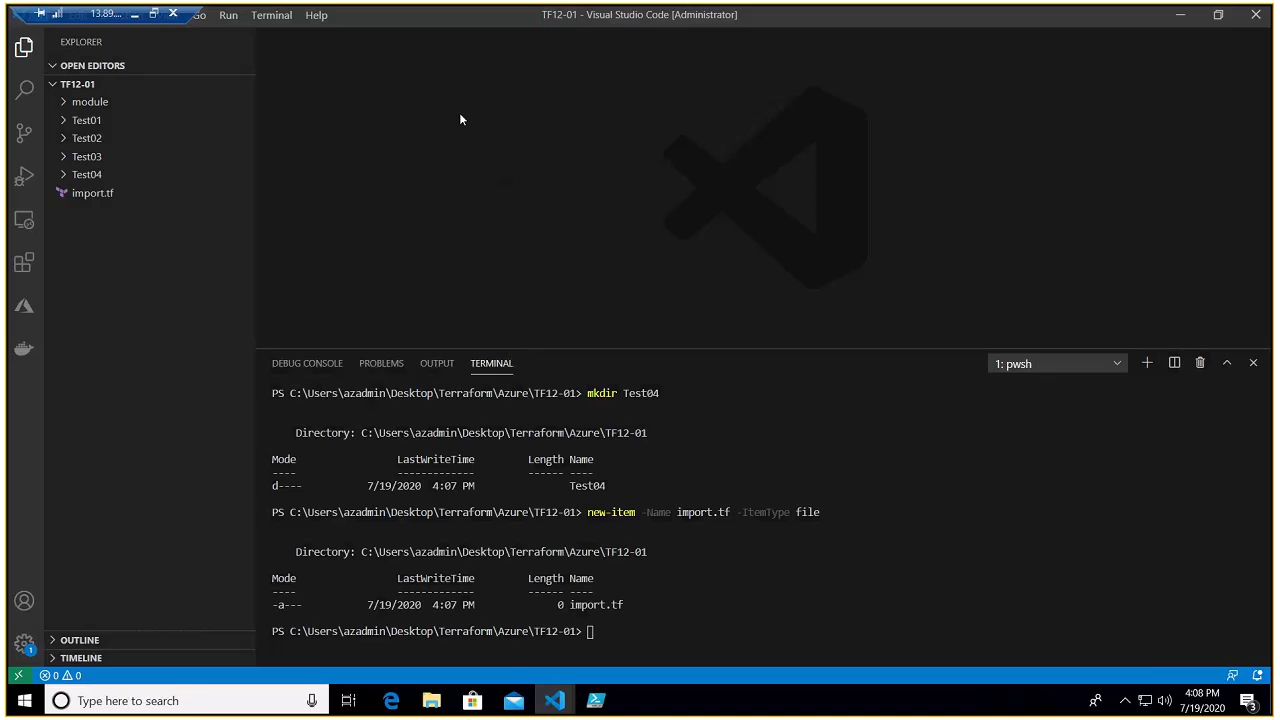 13.89...
Go Run Terminal Help
TF12-01 - Visual Studio Code [Administrator]
EXPLORER
OPEN EDITORS
TF12-01
module
Test01
Test02
Test03
Test04
import.tf
DEBUG CONSOLE PROBLEMS OUTPUT TERMINAL
1: pwsh
PS C:\Users\azadmin\Desktop\Terraform\Azure\TF12-01> mkdir Test04
Directory: C:\Users\azadmin\Desktop\Terraform\Azure\TF12-01
Mode LastWriteTime Length Name
---- ------------- ------ ----
d---- 7/19/2020 4:07 PM Test04
PS C:\Users\azadmin\Desktop\Terraform\Azure\TF12-01> new-item -Name import.tf -ItemType file
Directory: C:\Users\azadmin\Desktop\Terraform\Azure\TF12-01
Mode LastWriteTime Length Name
---- ------------- ------ ----
-a--- 7/19/2020 4:07 PM 0 import.tf
PS C:\Users\azadmin\Desktop\Terraform\Azure\TF12-01>
OUTLINE
TIMELINE
1
0 0
Type here to search
4:08 PM
7/19/2020
3